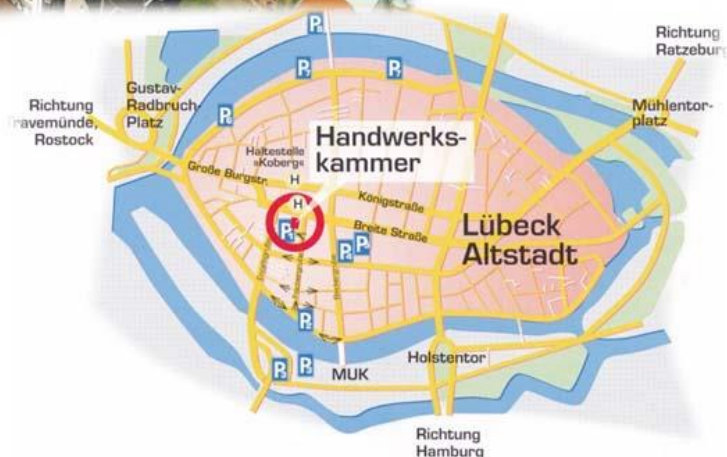 Richtung
Ratzeburg
Gustav-
Radbruch-
Platz
Richtung
Travemünde,
Rostock
Mühlentor-
platz
Handwerks-
kammer
Haltestelle
»Koberg«
H
Große Burgstr.
H
Königstraße
Breite Straße
Lübeck
Altstadt
P
P
P
P
P
P
P
P
P
P
MUK
Holstentor
Richtung
Hamburg